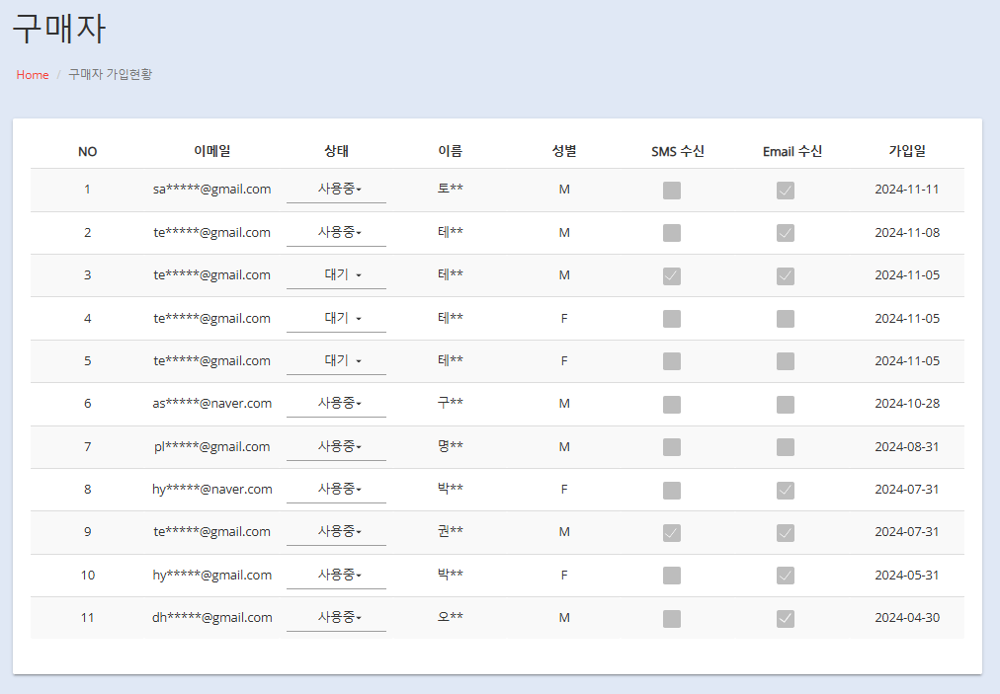 구매자
Home / 구매자 가입현황
NO 이메일 상태 이름 성별 SMS 수신 Email 수신 가입일
1 sa*****@gmail.com 사용중 토** M 2024-11-11
2 te*****@gmail.com 사용중 테** M 2024-11-08
3 te*****@gmail.com 대기 테** M 2024-11-05
4 te*****@gmail.com 대기 테** F 2024-11-05
5 te*****@gmail.com 대기 테** F 2024-11-05
6 as*****@naver.com 사용중 구** M 2024-10-28
7 pl*****@gmail.com 사용중 명** M 2024-08-31
8 hy*****@naver.com 사용중 박** F 2024-07-31
9 te*****@gmail.com 사용중 권** M 2024-07-31
10 hy*****@gmail.com 사용중 박** F 2024-05-31
11 dh*****@gmail.com 사용중 오** M 2024-04-30